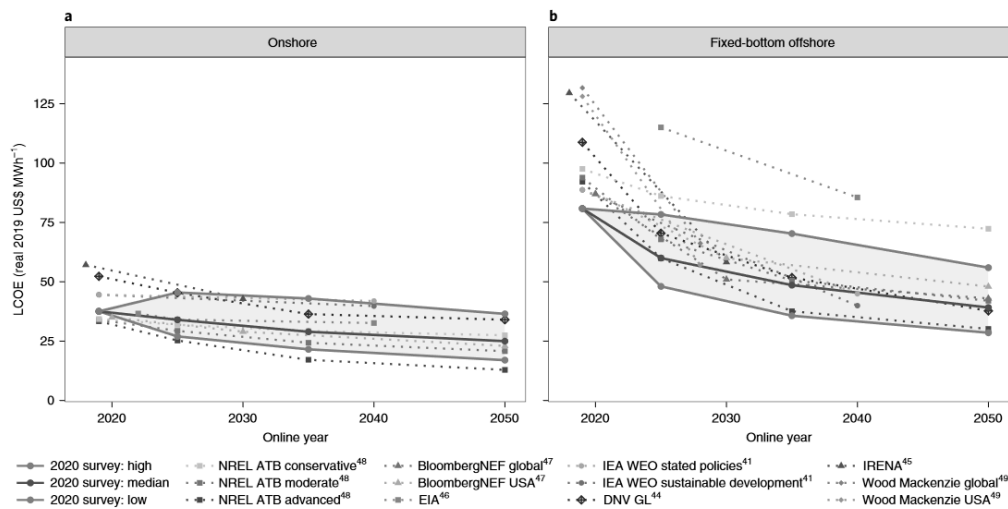 a
Onshore
b
Fixed-bottom offshore
LCOE (real 2019 US$ MWh⁻¹)
125
100
75
50
25
0
2020 2030 2040 2050
Online year
2020 2030 2040 2050
Online year
2020 survey: high NREL ATB conservative⁴⁸ BloombergNEF global⁴⁷ IEA WEO stated policies⁴¹ IRENA⁴⁵
2020 survey: median NREL ATB moderate⁴⁸ BloombergNEF USA⁴⁷ IEA WEO sustainable development⁴¹ Wood Mackenzie global⁴⁹
2020 survey: low NREL ATB advanced⁴⁸ EIA⁴⁶ DNV GL⁴⁴ Wood Mackenzie USA⁴⁹